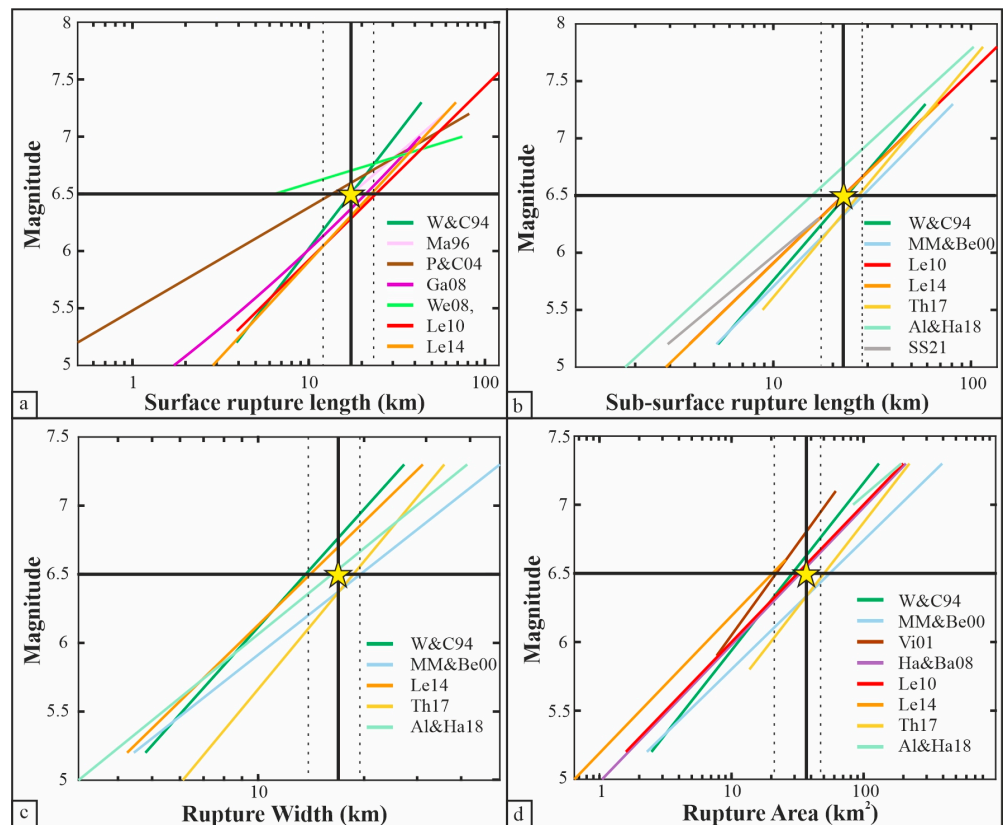 8
7.5
7
6.5
6
5.5
5
Magnitude
1
10
100
Surface rupture length (km)
W&C94
Ma96
P&C04
Ga08
We08,
Le10
Le14
a
8
7.5
7
6.5
6
5.5
5
Magnitude
10
100
Sub-surface rupture length (km)
W&C94
MM&Be00
Le10
Le14
Th17
Al&Ha18
SS21
b
7.5
7
6.5
6
5.5
5
Magnitude
10
Rupture Width (km)
W&C94
MM&Be00
Le14
Th17
Al&Ha18
c
7.5
7
6.5
6
5.5
5
Magnitude
1
10
100
Rupture Area (km²)
W&C94
MM&Be00
Vi01
Ha&Ba08
Le10
Le14
Th17
Al&Ha18
d